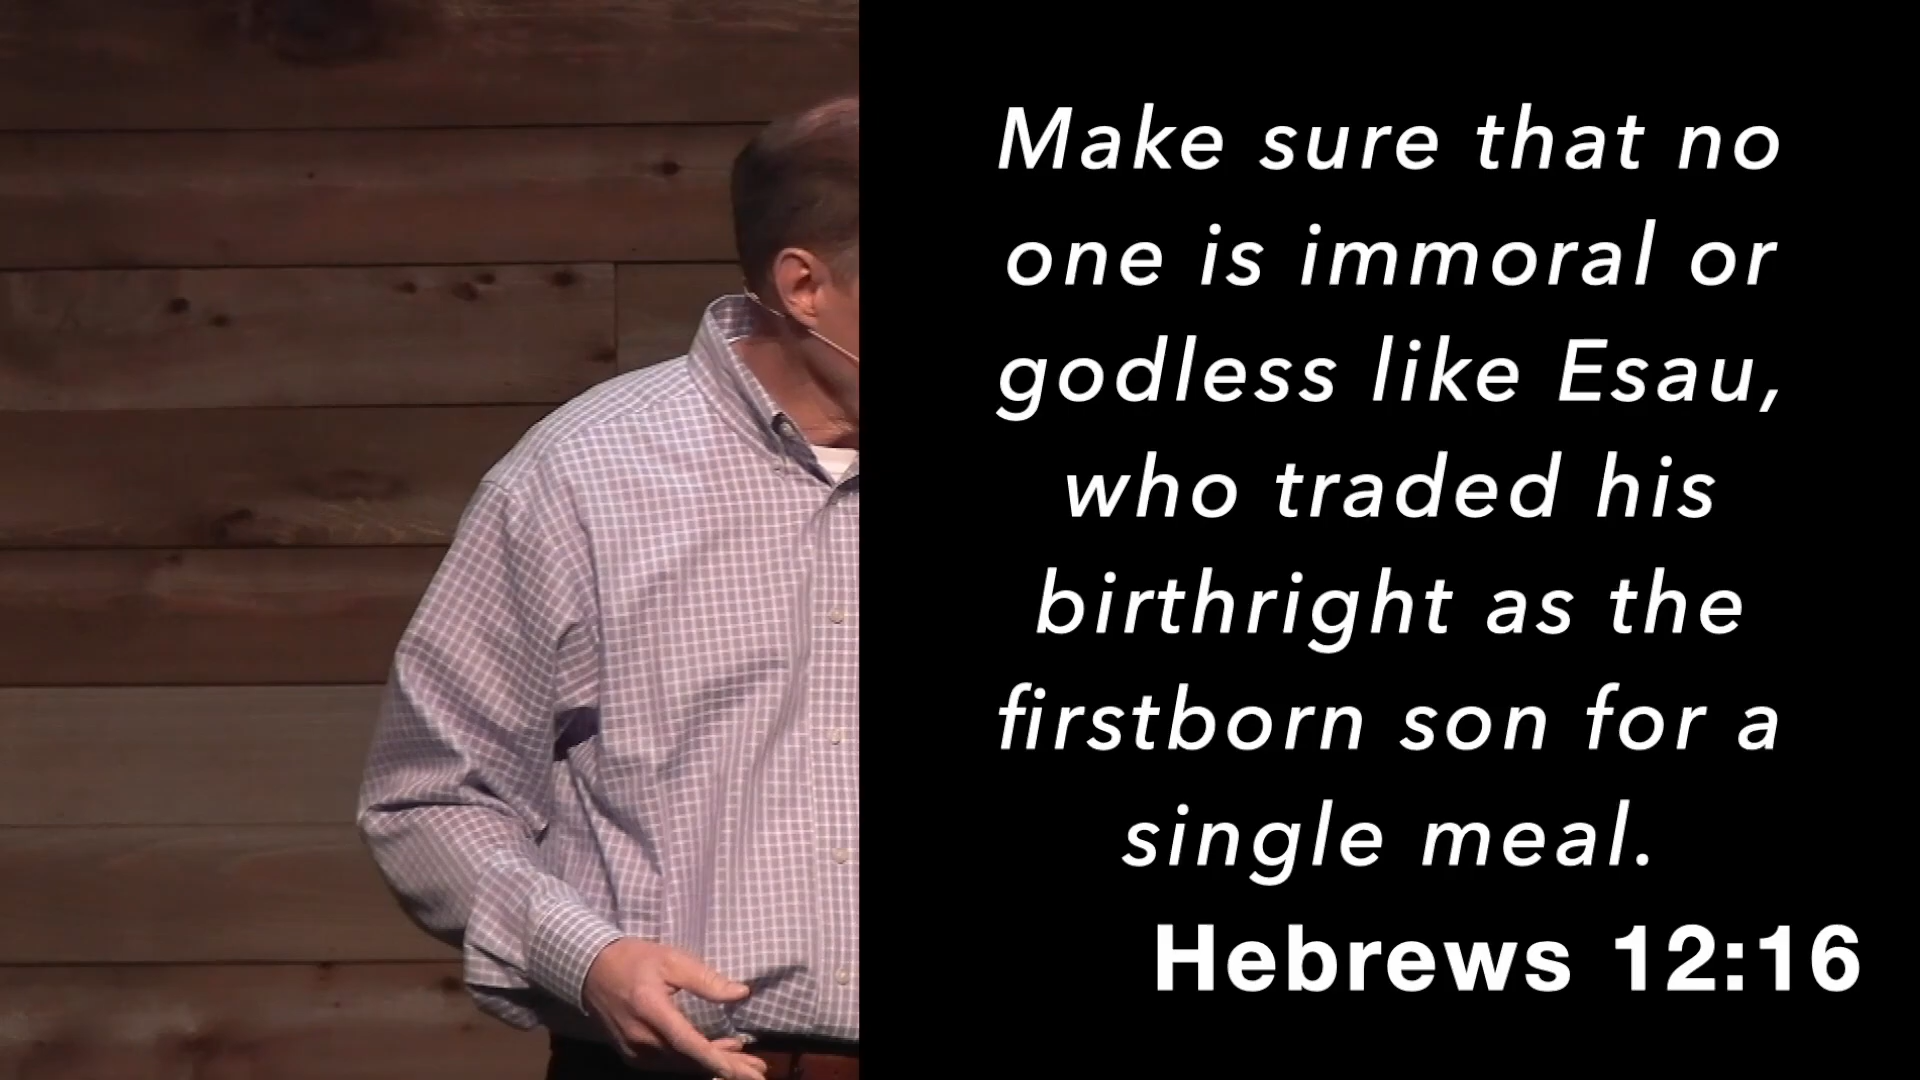 Make sure that no
one is immoral or
godless like Esau,
who traded his
birthright as the
firstborn son for a
single meal.
Hebrews 12:16